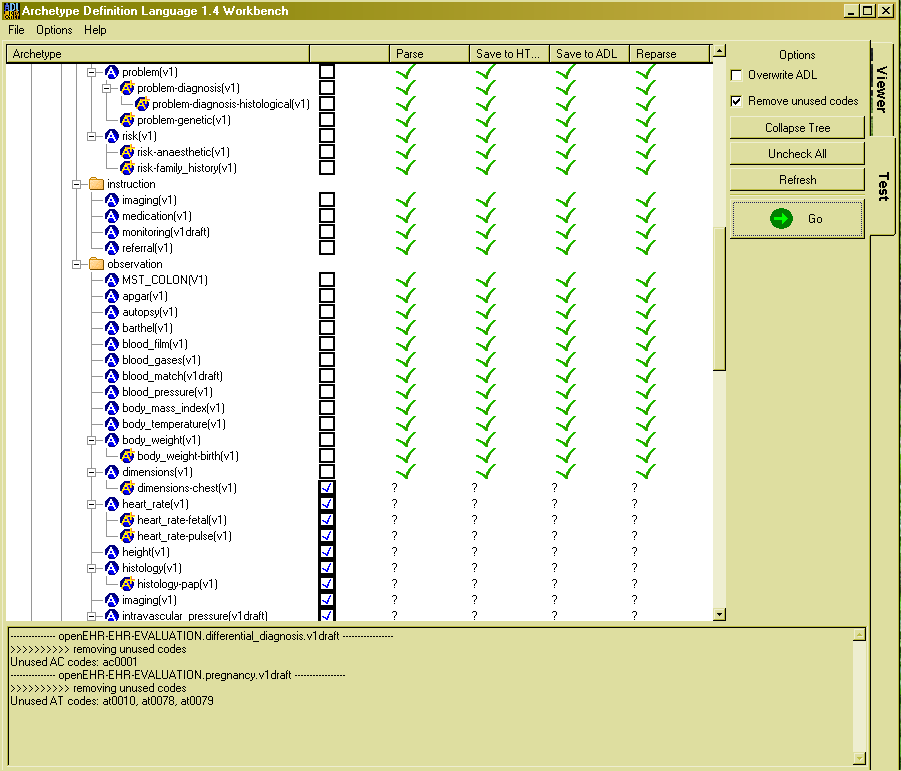 Archetype Definition Language 1.4 Workbench
File Options Help
Archetype Parse Save to HT... Save to ADL Reparse
problem(v1)
problem-diagnosis(v1)
problem-diagnosis-histological(v1)
problem-genetic(v1)
risk(v1)
risk-anaesthetic(v1)
risk-family_history(v1)
instruction
imaging(v1)
medication(v1)
monitoring(v1draft)
referral(v1)
observation
MST_COLON(V1)
apgar(v1)
autopsy(v1)
barthel(v1)
blood_film(v1)
blood_gases(v1)
blood_match(v1draft)
blood_pressure(v1)
body_mass_index(v1)
body_temperature(v1)
body_weight(v1)
body_weight-birth(v1)
dimensions(v1)
dimensions-chest(v1) ? ? ? ?
heart_rate(v1) ? ? ? ?
heart_rate-fetal(v1) ? ? ? ?
heart_rate-pulse(v1) ? ? ? ?
height(v1) ? ? ? ?
histology(v1) ? ? ? ?
histology-pap(v1) ? ? ? ?
imaging(v1) ? ? ? ?
intravascular_pressure(v1draft) ? ? ? ?
Options
Overwrite ADL
Remove unused codes
Collapse Tree
Uncheck All
Refresh
Go
Viewer
Test
-------------- openEHR-EHR-EVALUATION.differential_diagnosis.v1draft ----------------
>>>>>>>>>> removing unused codes
Unused AC codes: ac0001
-------------- openEHR-EHR-EVALUATION.pregnancy.v1draft ----------------
>>>>>>>>>> removing unused codes
Unused AT codes: at0010, at0078, at0079